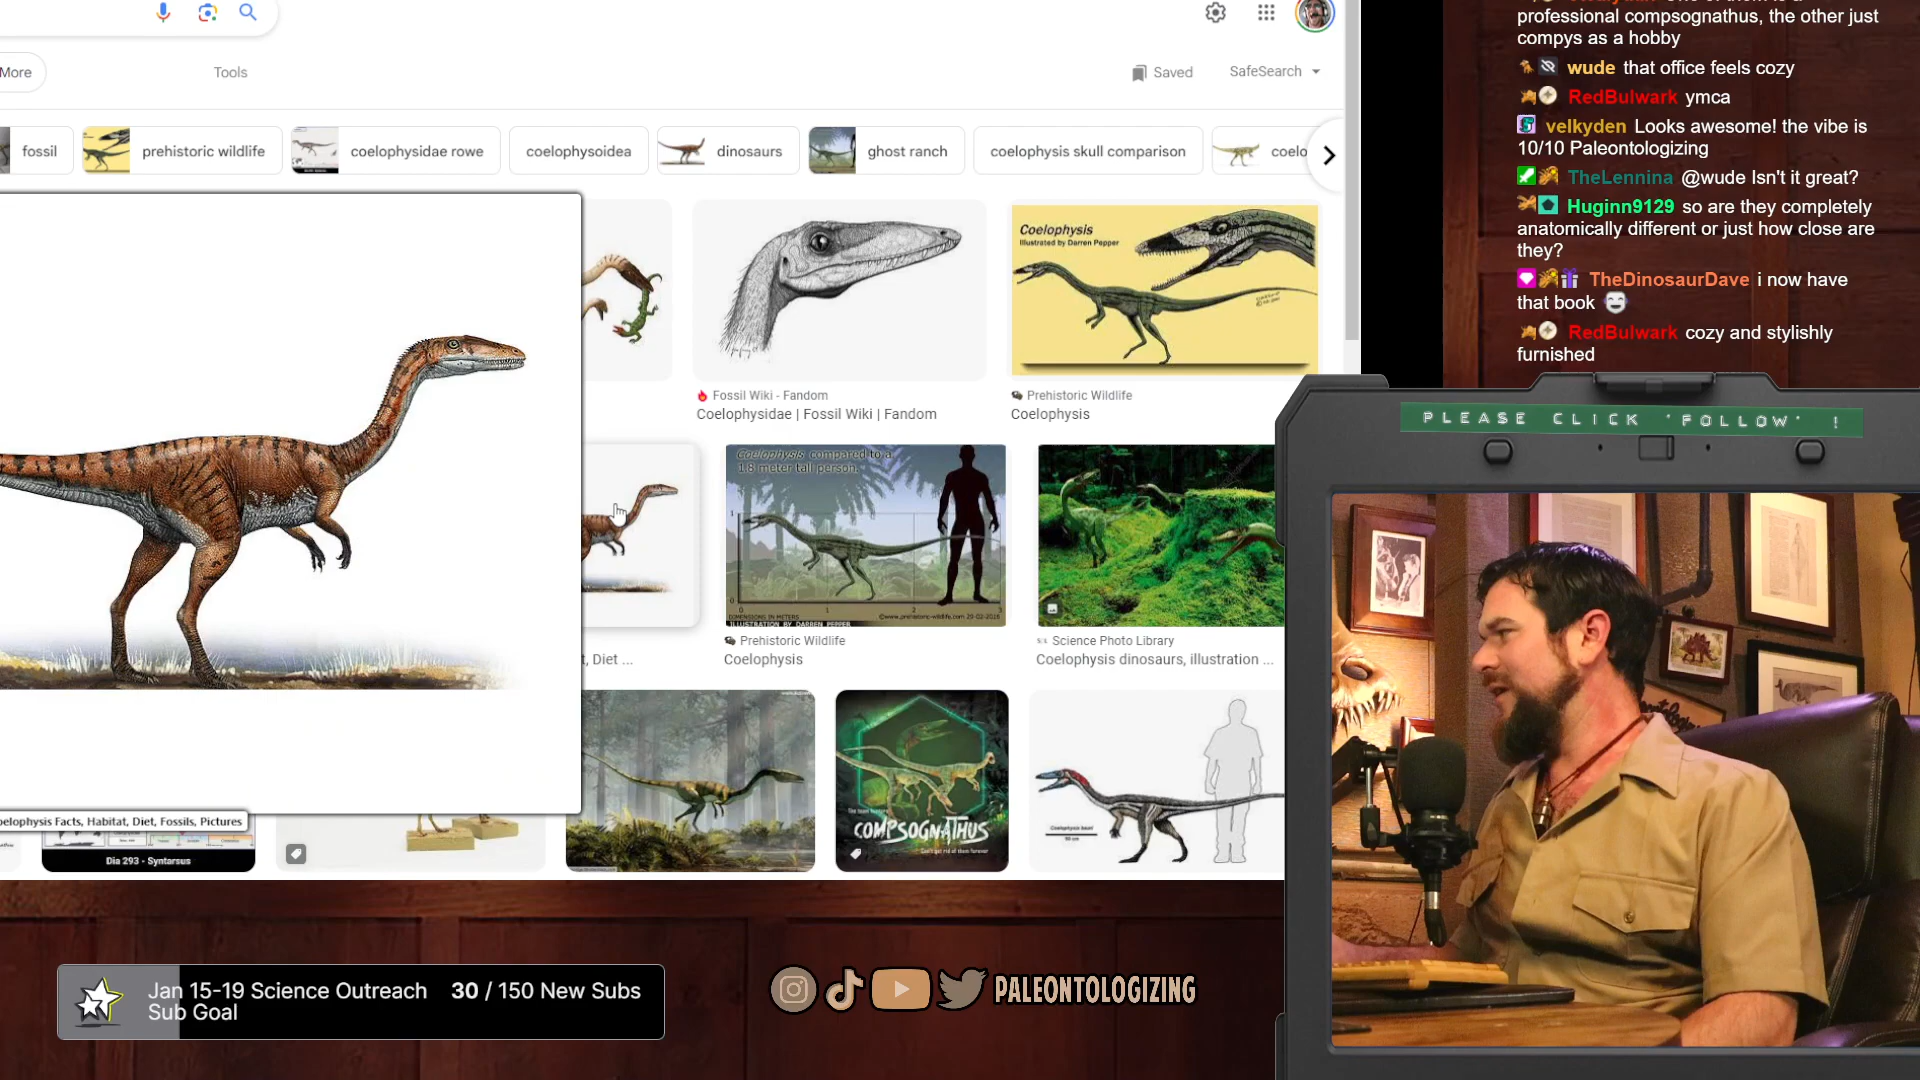 More
Tools
Saved
SafeSearch
fossil
prehistoric wildlife
coelophysidae rowe
coelophysoidea
dinosaurs
ghost ranch
coelophysis skull comparison
coelo
Coelophysis
Illustrated by Darren Pepper
Fossil Wiki - Fandom
Coelophysidae | Fossil Wiki | Fandom
Prehistoric Wildlife
Coelophysis
Coelophysis compared to a
1.8 meter tall person.
t, Diet ...
Prehistoric Wildlife
Coelophysis
Science Photo Library
Coelophysis dinosaurs, illustration ...
oelophysis Facts, Habitat, Diet, Fossils, Pictures
Dia 293 - Syntarsus
COMPSOGNATHUS
professional compsognathus, the other just
compys as a hobby
wude that office feels cozy
RedBulwark ymca
velkyden Looks awesome! the vibe is
10/10 Paleontologizing
TheLennina @wude Isn't it great?
Huginn9129 so are they completely
anatomically different or just how close are
they?
TheDinosaurDave i now have
that book
RedBulwark cozy and stylishly
furnished
PLEASE CLICK "FOLLOW" !
Jan 15-19 Science Outreach 30 / 150 New Subs
Sub Goal
PALEONTOLOGIZING